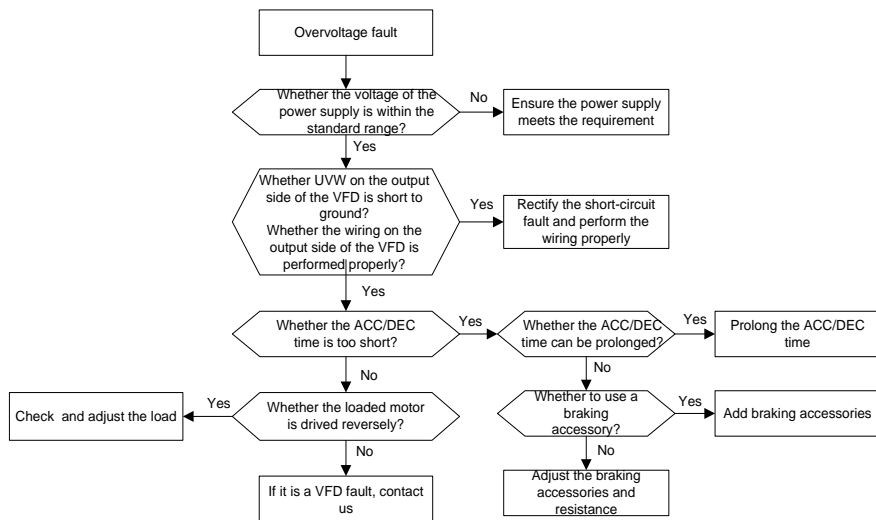 Overvoltage fault
Whether the voltage of the
power supply is within the
standard range?
No
Ensure the power supply
meets the requirement
Yes
Whether UVW on the output
side of the VFD is short to
ground?
Whether the wiring on the
output side of the VFD is
performed properly?
Yes
Rectify the short-circuit
fault and perform the
wiring properly
Yes
Whether the ACC/DEC
time is too short?
Yes
Whether the ACC/DEC
time can be prolonged?
Yes
Prolong the ACC/DEC
time
No
No
Check and adjust the load
Yes
Whether the loaded motor
is drived reversely?
Whether to use a
braking
accessory?
Yes
Add braking accessories
No
No
If it is a VFD fault, contact
us
Adjust the braking
accessories and
resistance